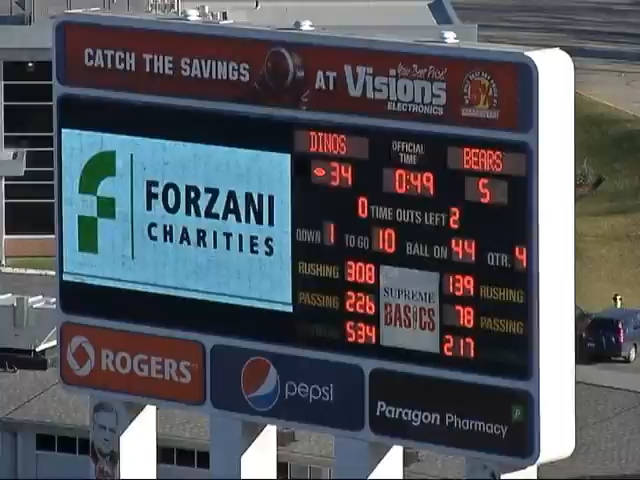 CATCH THE SAVINGS AT Visions
Your Best Price!
ELECTRONICS
DINOS OFFICIAL TIME BEARS
34 0:49 5
0 TIME OUTS LEFT 2
DOWN 1 TO GO 10 BALL ON 44 QTR. 4
RUSHING 308 139 RUSHING
PASSING 226 78 PASSING
534 217
SUPREME
BASICS
FORZANI
CHARITIES
ROGERS
pepsi
Paragon Pharmacy P